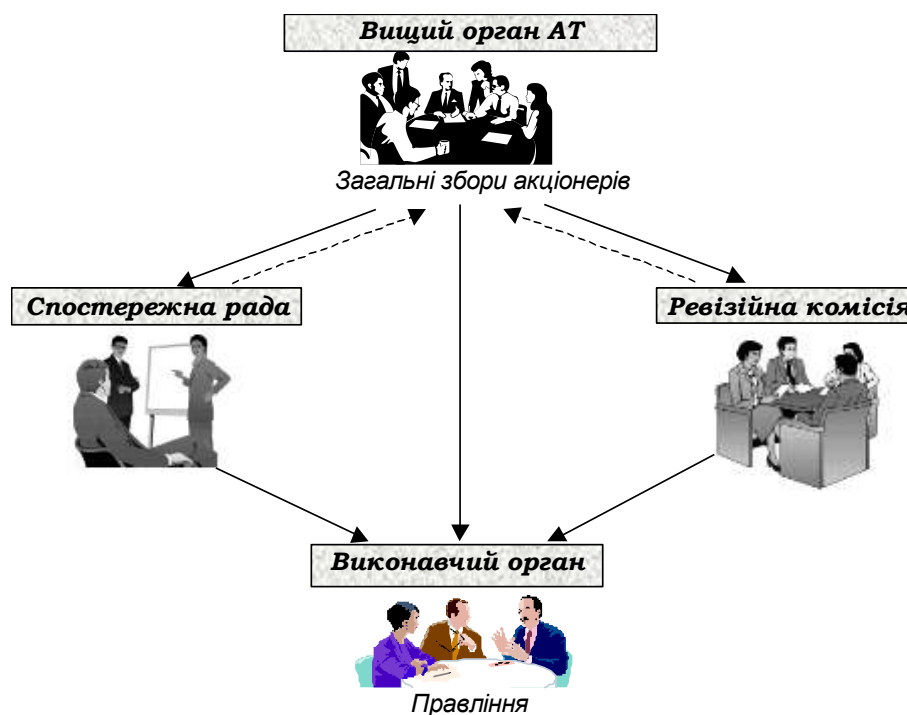 Вищий орган АТ
Загальні збори акціонерів
Спостережна рада
Ревізійна комісія
Виконавчий орган
Правління